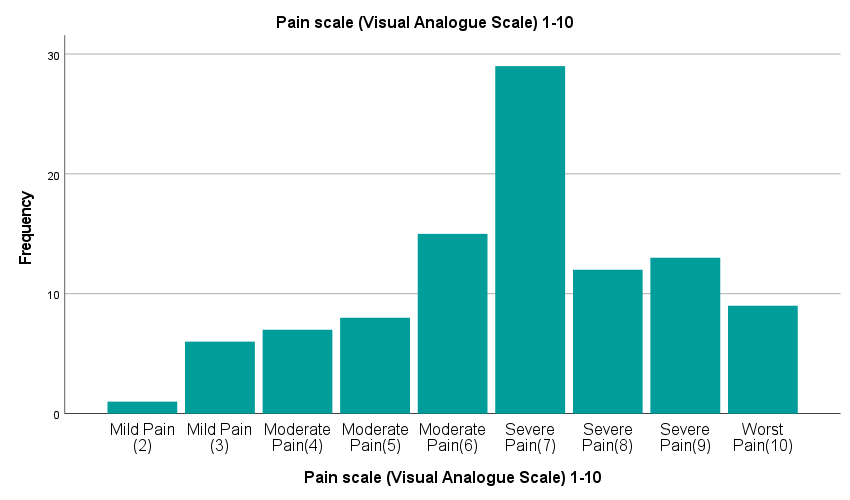 Pain scale (Visual Analogue Scale) 1-10
Frequency
30
20
10
0
Mild Pain
(2)
Mild Pain
(3)
Moderate
Pain(4)
Moderate
Pain(5)
Moderate
Pain(6)
Severe
Pain(7)
Severe
Pain(8)
Severe
Pain(9)
Worst
Pain(10)
Pain scale (Visual Analogue Scale) 1-10